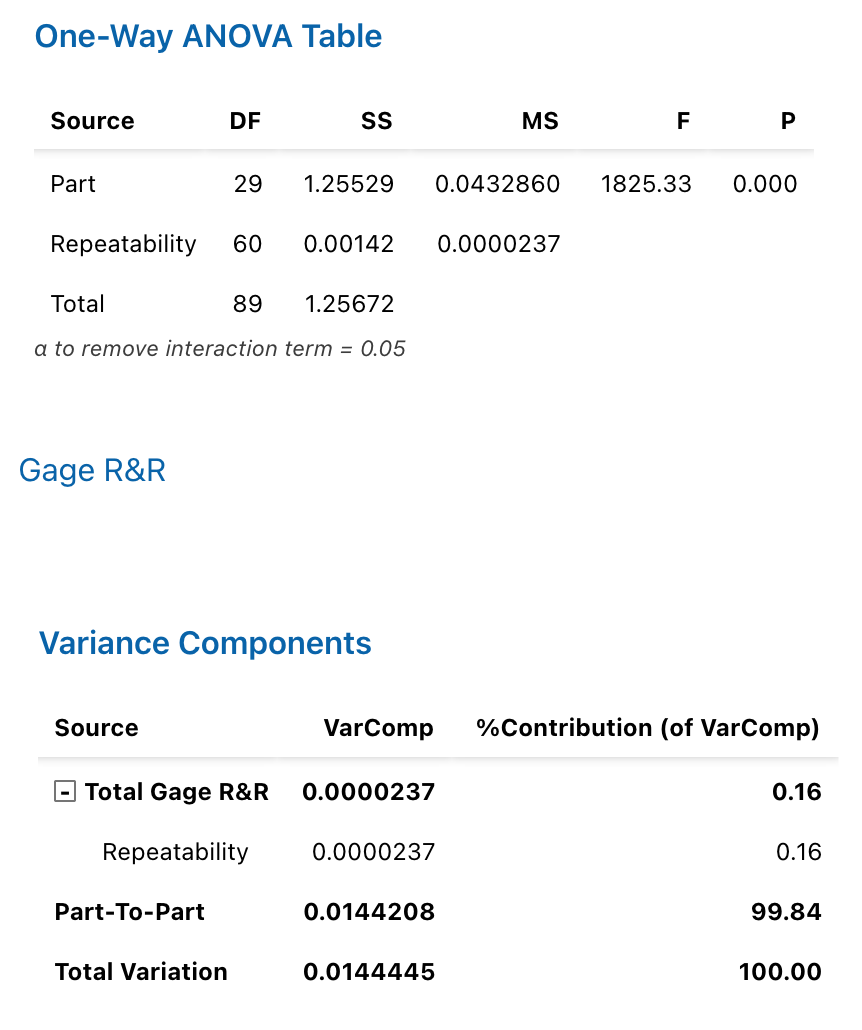 One-Way ANOVA Table
Source DF SS MS F P
Part 29 1.25529 0.0432860 1825.33 0.000
Repeatability 60 0.00142 0.0000237
Total 89 1.25672
α to remove interaction term = 0.05
Gage R&R
Variance Components
Source VarComp %Contribution (of VarComp)
Total Gage R&R 0.0000237 0.16
Repeatability 0.0000237 0.16
Part-To-Part 0.0144208 99.84
Total Variation 0.0144445 100.00